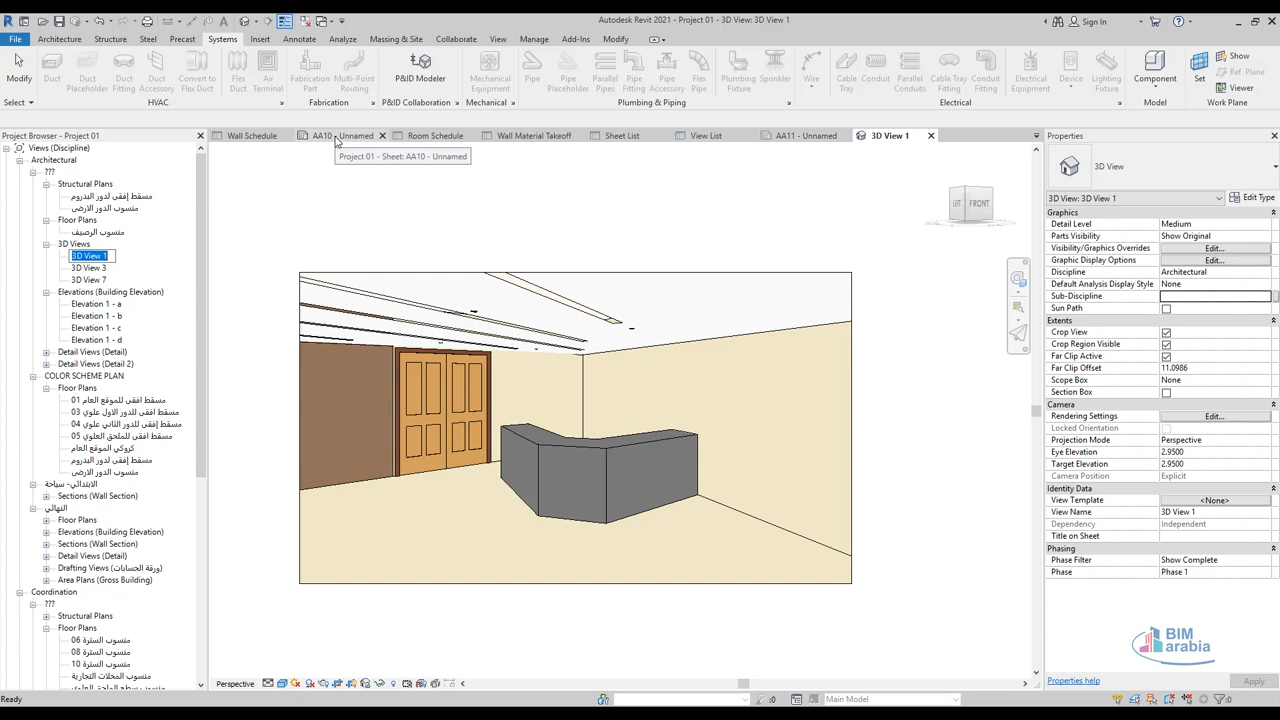 Autodesk Revit 2021 - Project 01 - 3D View: 3D View 1
Sign In
File Architecture Structure Steel Precast Systems Insert Annotate Analyze Massing & Site Collaborate View Manage Add-Ins Modify
Modify
Duct
Duct Placeholder
Duct Fitting
Duct Accessory
Convert to Flex Duct
Flex Duct
Air Terminal
Fabrication Part
Multi-Point Routing
P&ID Modeler
Mechanical Equipment
Pipe
Pipe Placeholder
Parallel Pipes
Pipe Fitting
Pipe Accessory
Flex Pipe
Plumbing Fixture
Sprinkler
Wire
Cable Tray
Conduit
Parallel Conduits
Cable Tray Fitting
Conduit Fitting
Electrical Equipment
Device
Lighting Fixture
Component
Set
Show
Ref Plane
Viewer
Select HVAC Fabrication P&ID Collaboration Mechanical Plumbing & Piping Electrical Model Work Plane
Project Browser - Project 01
Wall Schedule AA10 - Unnamed Room Schedule Wall Material Takeoff Sheet List View List AA11 - Unnamed 3D View 1
Project 01 - Sheet: AA10 - Unnamed
Views (Discipline)
Architectural
???
Structural Plans
مسقط إفقى لدور البدروم
منسوب الدور الارضى
Floor Plans
منسوب الرصيف
3D Views
3D View 1
3D View 3
3D View 7
Elevations (Building Elevation)
Elevation 1 - a
Elevation 1 - b
Elevation 1 - c
Elevation 1 - d
Detail Views (Detail)
Detail Views (Detail 2)
COLOR SCHEME PLAN
Floor Plans
01 مسقط افقى للموقع العام
03 مسقط افقى للدور الاول علوي
04 مسقط افقى للدور الثاني علوي
05 مسقط افقى للملحق العلوي
كروكي الموقع العام
مسقط إفقى لدور البدروم
منسوب الدور الارضى
الابتدائي- سياحة
Sections (Wall Section)
النهائي
Floor Plans
Elevations (Building Elevation)
Sections (Wall Section)
Detail Views (Detail)
Drafting Views (ورقة الحسابات)
Area Plans (Gross Building)
Coordination
???
Structural Plans
Floor Plans
منسوب السترة 06
منسوب السترة 08
منسوب السترة 10
منسوب المحلات التجارية
LEFT FRONT
Properties
3D View
3D View: 3D View 1 Edit Type
Graphics
Detail Level Medium
Parts Visibility Show Original
Visibility/Graphics Overrides Edit...
Graphic Display Options Edit...
Discipline Architectural
Default Analysis Display Style None
Sub-Discipline
Sun Path
Extents
Crop View
Crop Region Visible
Far Clip Active
Far Clip Offset 11.0986
Scope Box None
Section Box
Camera
Rendering Settings Edit...
Locked Orientation
Projection Mode Perspective
Eye Elevation 2.9500
Target Elevation 2.9500
Camera Position Explicit
Identity Data
View Template <None>
View Name 3D View 1
Dependency Independent
Title on Sheet
Phasing
Phase Filter Show Complete
Phase Phase 1
BIM
arabia
Properties help Apply
Perspective
Ready :0 Main Model :0